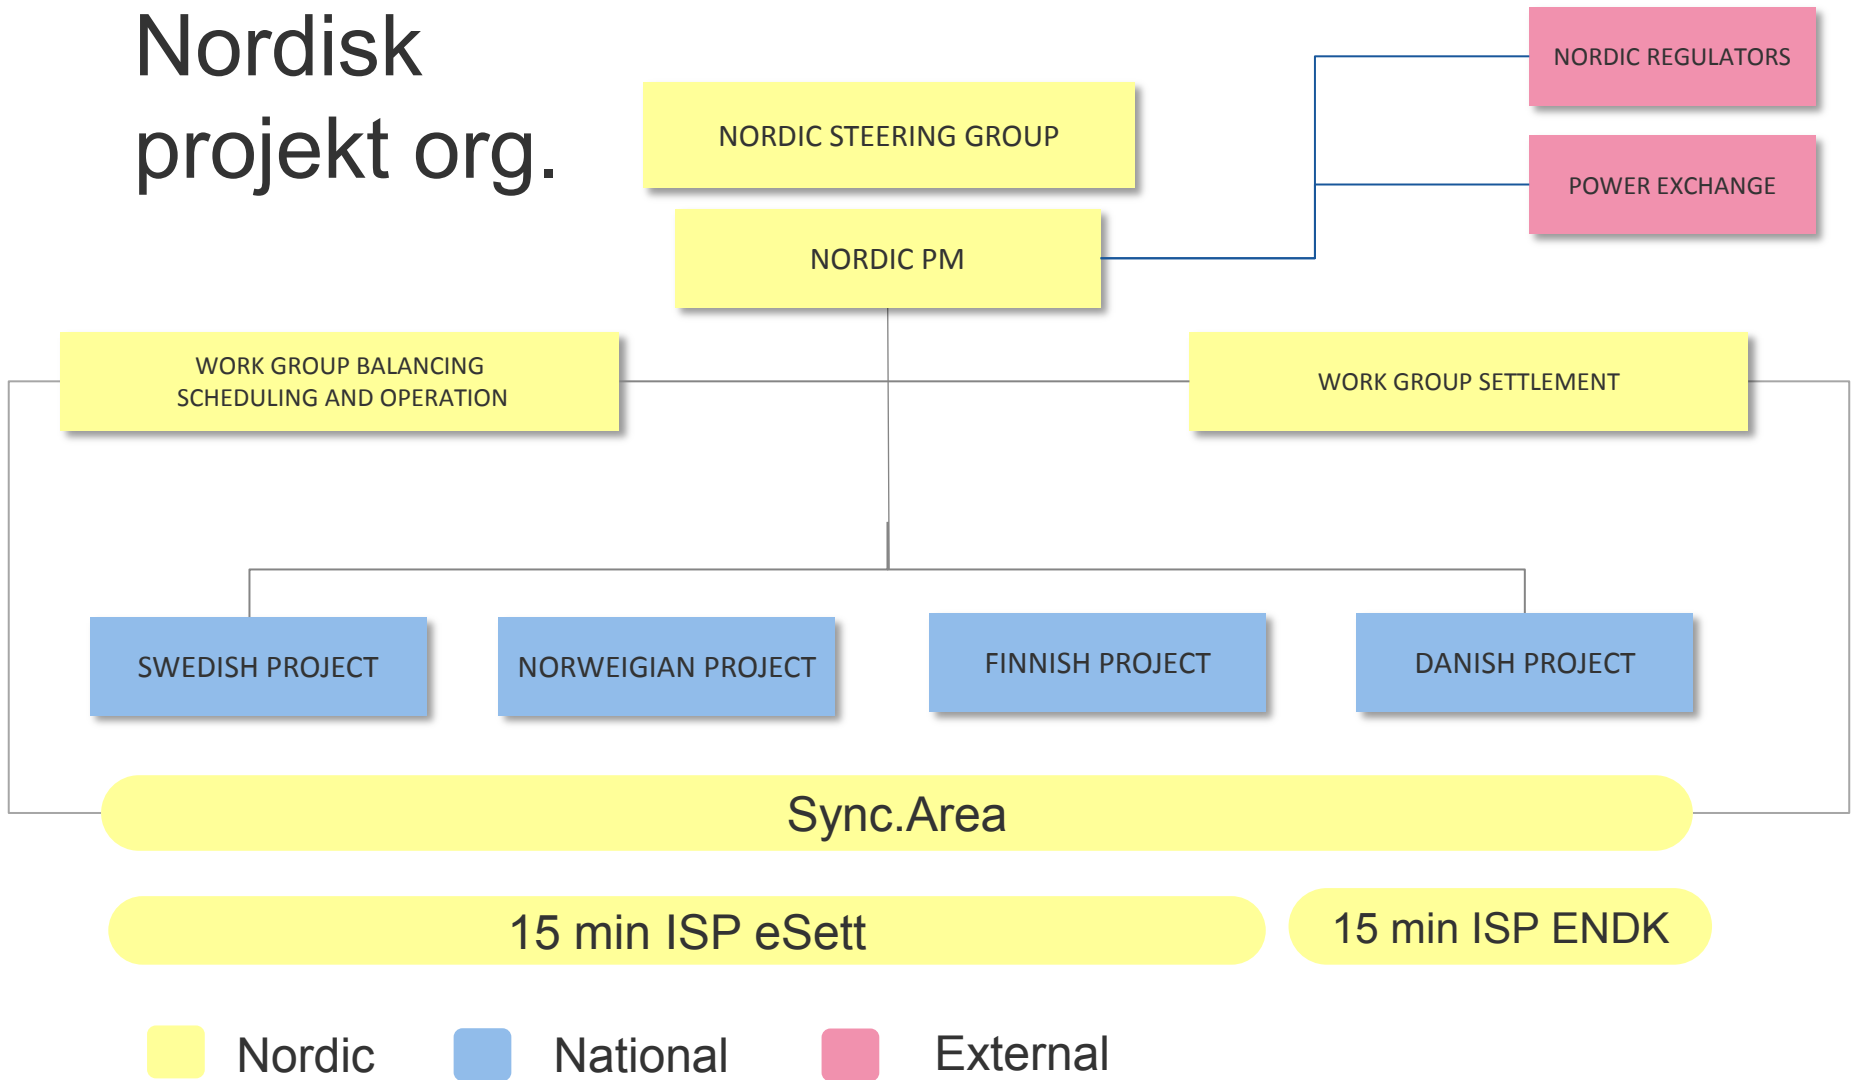 Nordisk
projekt org.
NORDIC REGULATORS
NORDIC STEERING GROUP
POWER EXCHANGE
NORDIC PM
WORK GROUP BALANCING
SCHEDULING AND OPERATION
WORK GROUP SETTLEMENT
SWEDISH PROJECT
NORWEIGIAN PROJECT
FINNISH PROJECT
DANISH PROJECT
Sync.Area
15 min ISP eSett
15 min ISP ENDK
Nordic
National
External